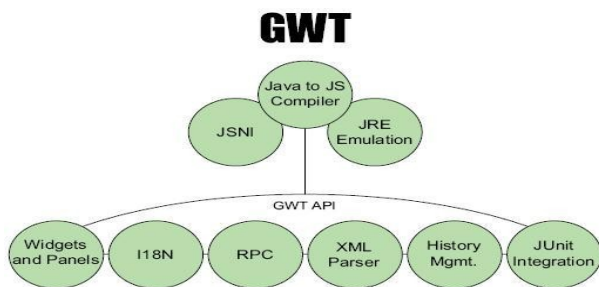 GWT
Java to JS
Compiler
JSNI
JRE
Emulation
GWT API
Widgets
and Panels
I18N
RPC
XML
Parser
History
Mgmt.
JUnit
Integration